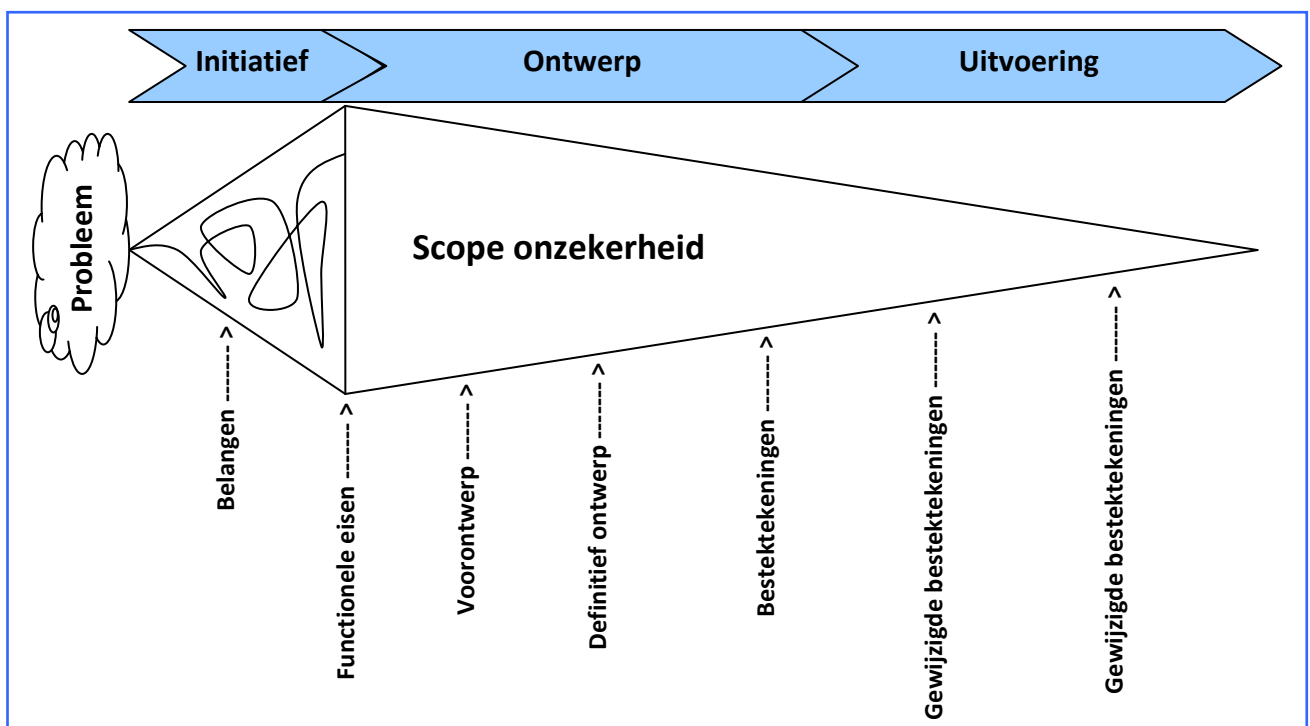 Initiatief
Ontwerp
Uitvoering
Probleem
Scope onzekerheid
Belangen ------->
Functionele eisen ------->
Voorontwerp ------->
Definitief ontwerp ------->
Bestektekeningen ------->
Gewijzigde bestektekeningen ------->
Gewijzigde bestektekeningen ------->